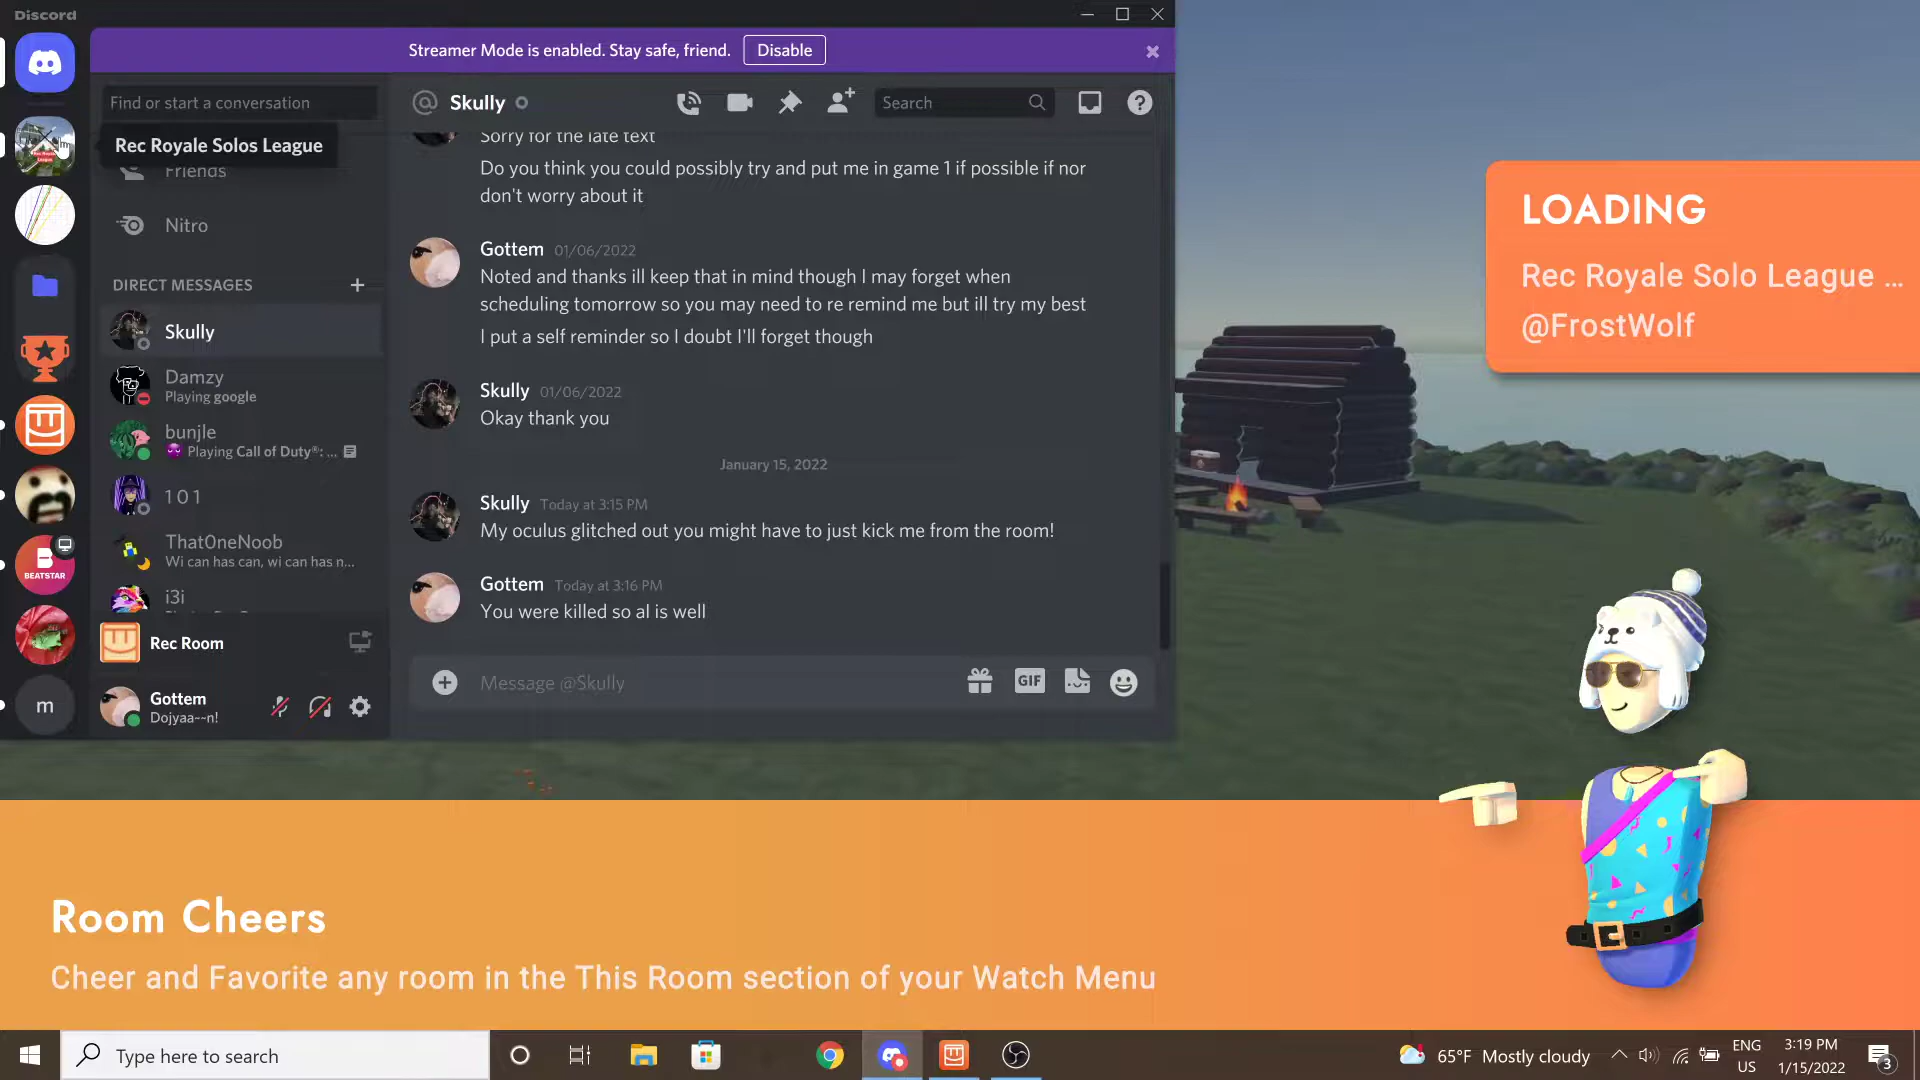 Discord
Streamer Mode is enabled. Stay safe, friend.
Disable
Find or start a conversation
Rec Royale Solos League
Friends
Nitro
DIRECT MESSAGES
Skully
Damzy
Playing google
bunjle
Playing Call of Duty®: ...
1 0 1
ThatOneNoob
Wi can has can, wi can has n...
i3i
Rec Room
Gottem
Dojyaa~~n!
BEATSTAR
m
Skully
Search
Sorry for the late text
Do you think you could possibly try and put me in game 1 if possible if nor
don't worry about it
Gottem 01/06/2022
Noted and thanks ill keep that in mind though I may forget when
scheduling tomorrow so you may need to re remind me but ill try my best
I put a self reminder so I doubt I'll forget though
Skully 01/06/2022
Okay thank you
January 15, 2022
Skully Today at 3:15 PM
My oculus glitched out you might have to just kick me from the room!
Gottem Today at 3:16 PM
You were killed so al is well
Message @Skully
GIF
LOADING
Rec Royale Solo League ...
@FrostWolf
Room Cheers
Cheer and Favorite any room in the This Room section of your Watch Menu
Type here to search
65°F Mostly cloudy
ENG
US
3:19 PM
1/15/2022
3